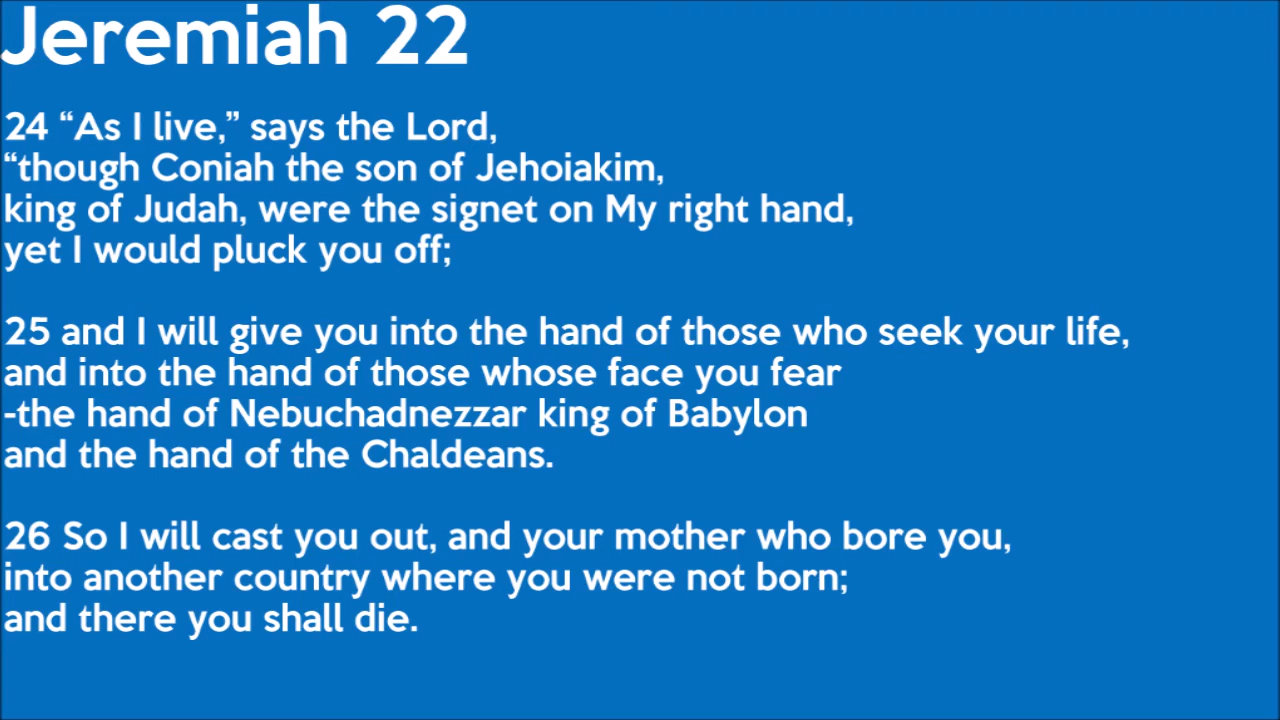 Jeremiah 22
24 “As I live,” says the Lord,
“though Coniah the son of Jehoiakim,
king of Judah, were the signet on My right hand,
yet I would pluck you off;
25 and I will give you into the hand of those who seek your life,
and into the hand of those whose face you fear
-the hand of Nebuchadnezzar king of Babylon
and the hand of the Chaldeans.
26 So I will cast you out, and your mother who bore you,
into another country where you were not born;
and there you shall die.